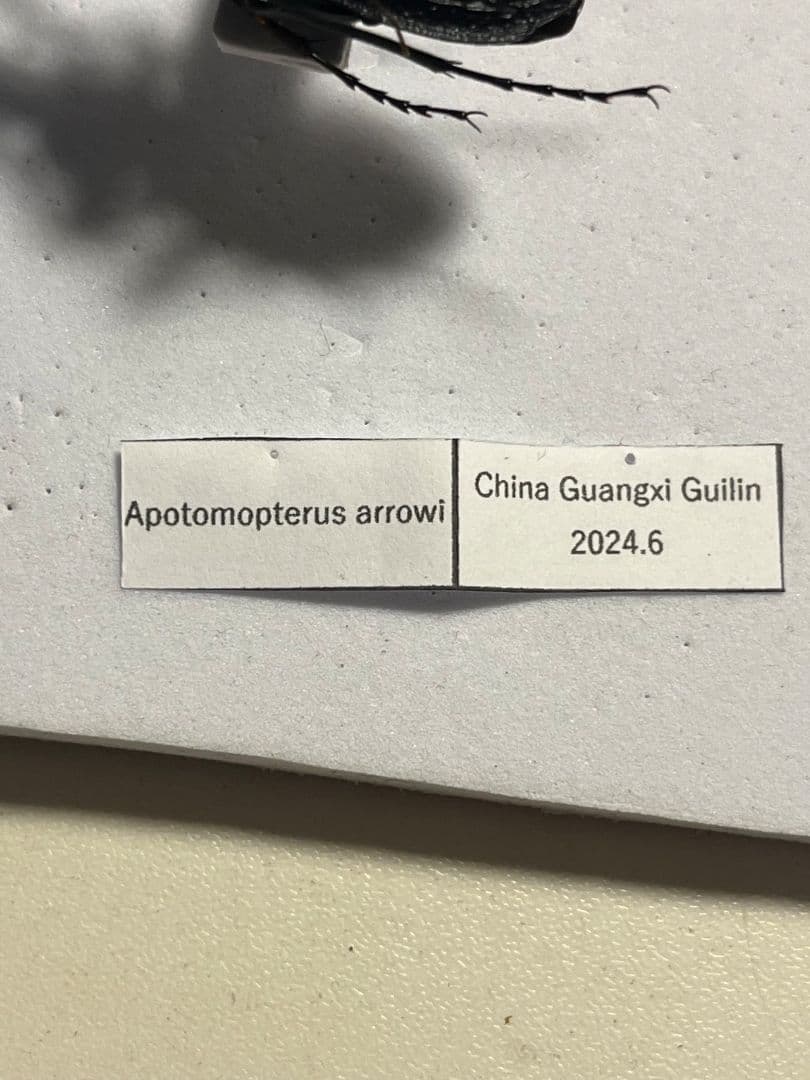 Apotomopterus arrowi
China Guangxi Guilin
2024.6